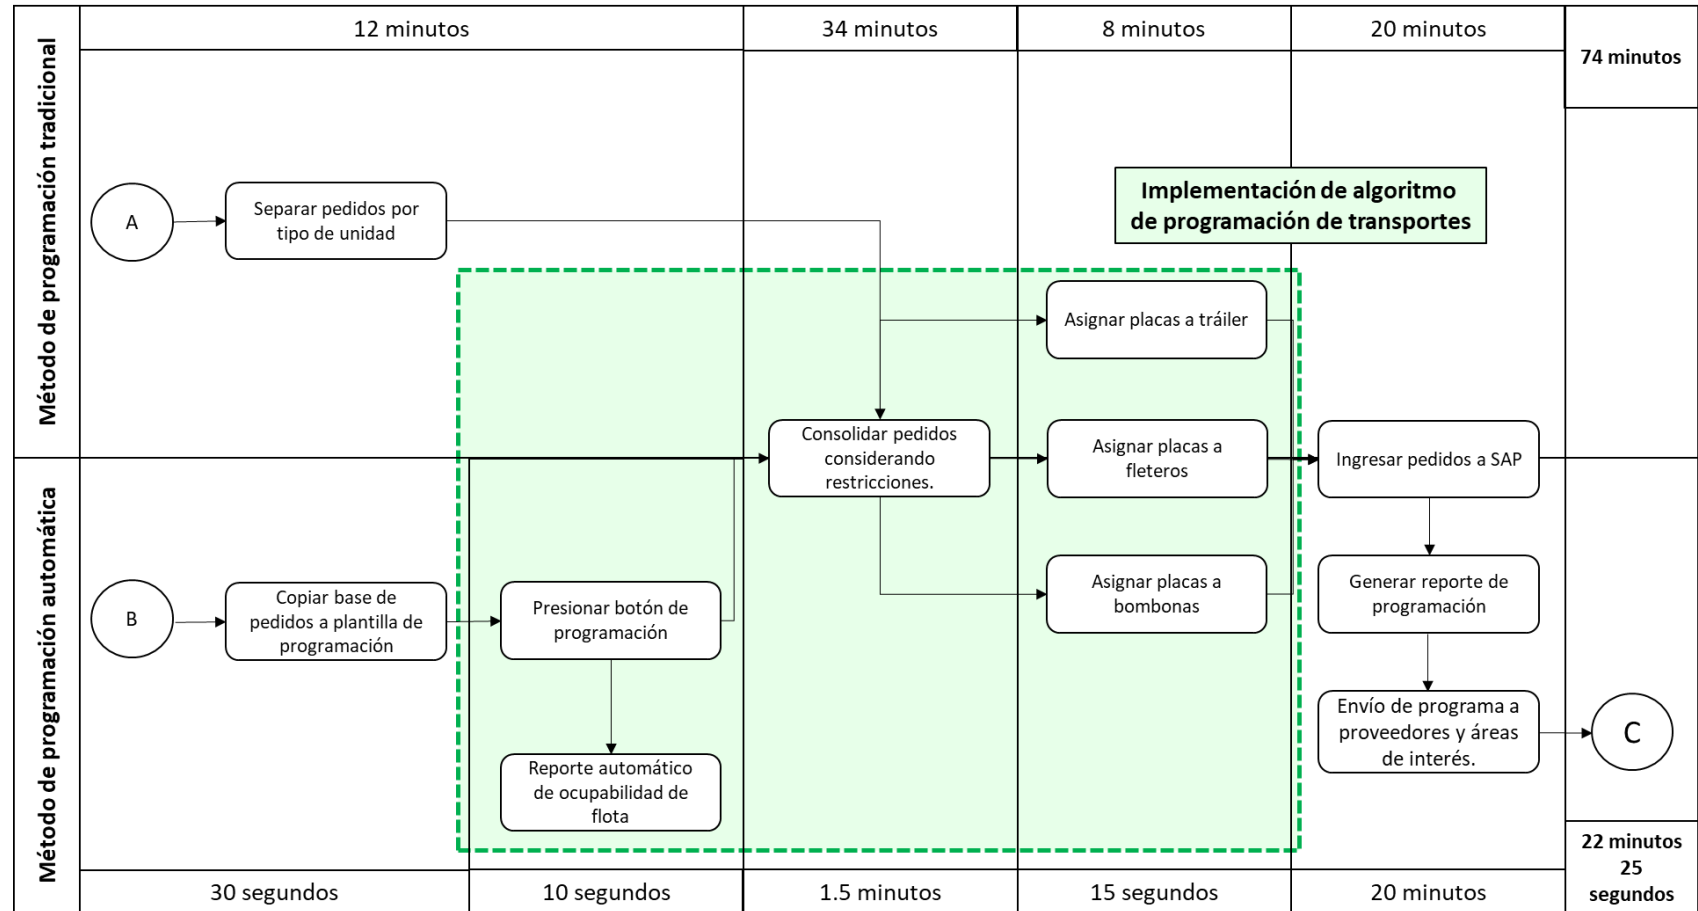 12 minutos
34 minutos
8 minutos
20 minutos
74 minutos
Método de programación tradicional
A
Separar pedidos por
tipo de unidad
Implementación de algoritmo
de programación de transportes
Asignar placas a tráiler
Consolidar pedidos
considerando
restricciones.
Asignar placas a
fleteros
Ingresar pedidos a SAP
Método de programación automática
B
Copiar base de
pedidos a plantilla de
programación
Presionar botón de
programación
Asignar placas a
bombonas
Generar reporte de
programación
Reporte automático
de ocupabilidad de
flota
Envío de programa a
proveedores y áreas
de interés.
C
30 segundos
10 segundos
1.5 minutos
15 segundos
20 minutos
22 minutos
25
segundos